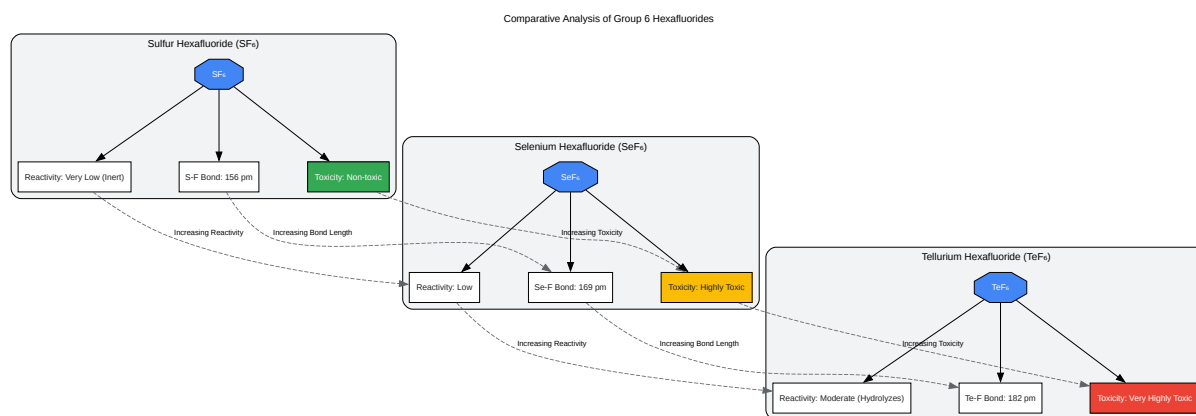 Comparative Analysis of Group 6 Hexafluorides
Sulfur Hexafluoride (SF₆)
SF₆
Reactivity: Very Low (Inert)
S-F Bond: 156 pm
Toxicity: Non-toxic
Increasing Reactivity
Increasing Bond Length
Increasing Toxicity
Selenium Hexafluoride (SeF₆)
SeF₆
Reactivity: Low
Se-F Bond: 169 pm
Toxicity: Highly Toxic
Increasing Reactivity
Increasing Bond Length
Increasing Toxicity
Tellurium Hexafluoride (TeF₆)
TeF₆
Reactivity: Moderate (Hydrolyzes)
Te-F Bond: 182 pm
Toxicity: Very Highly Toxic